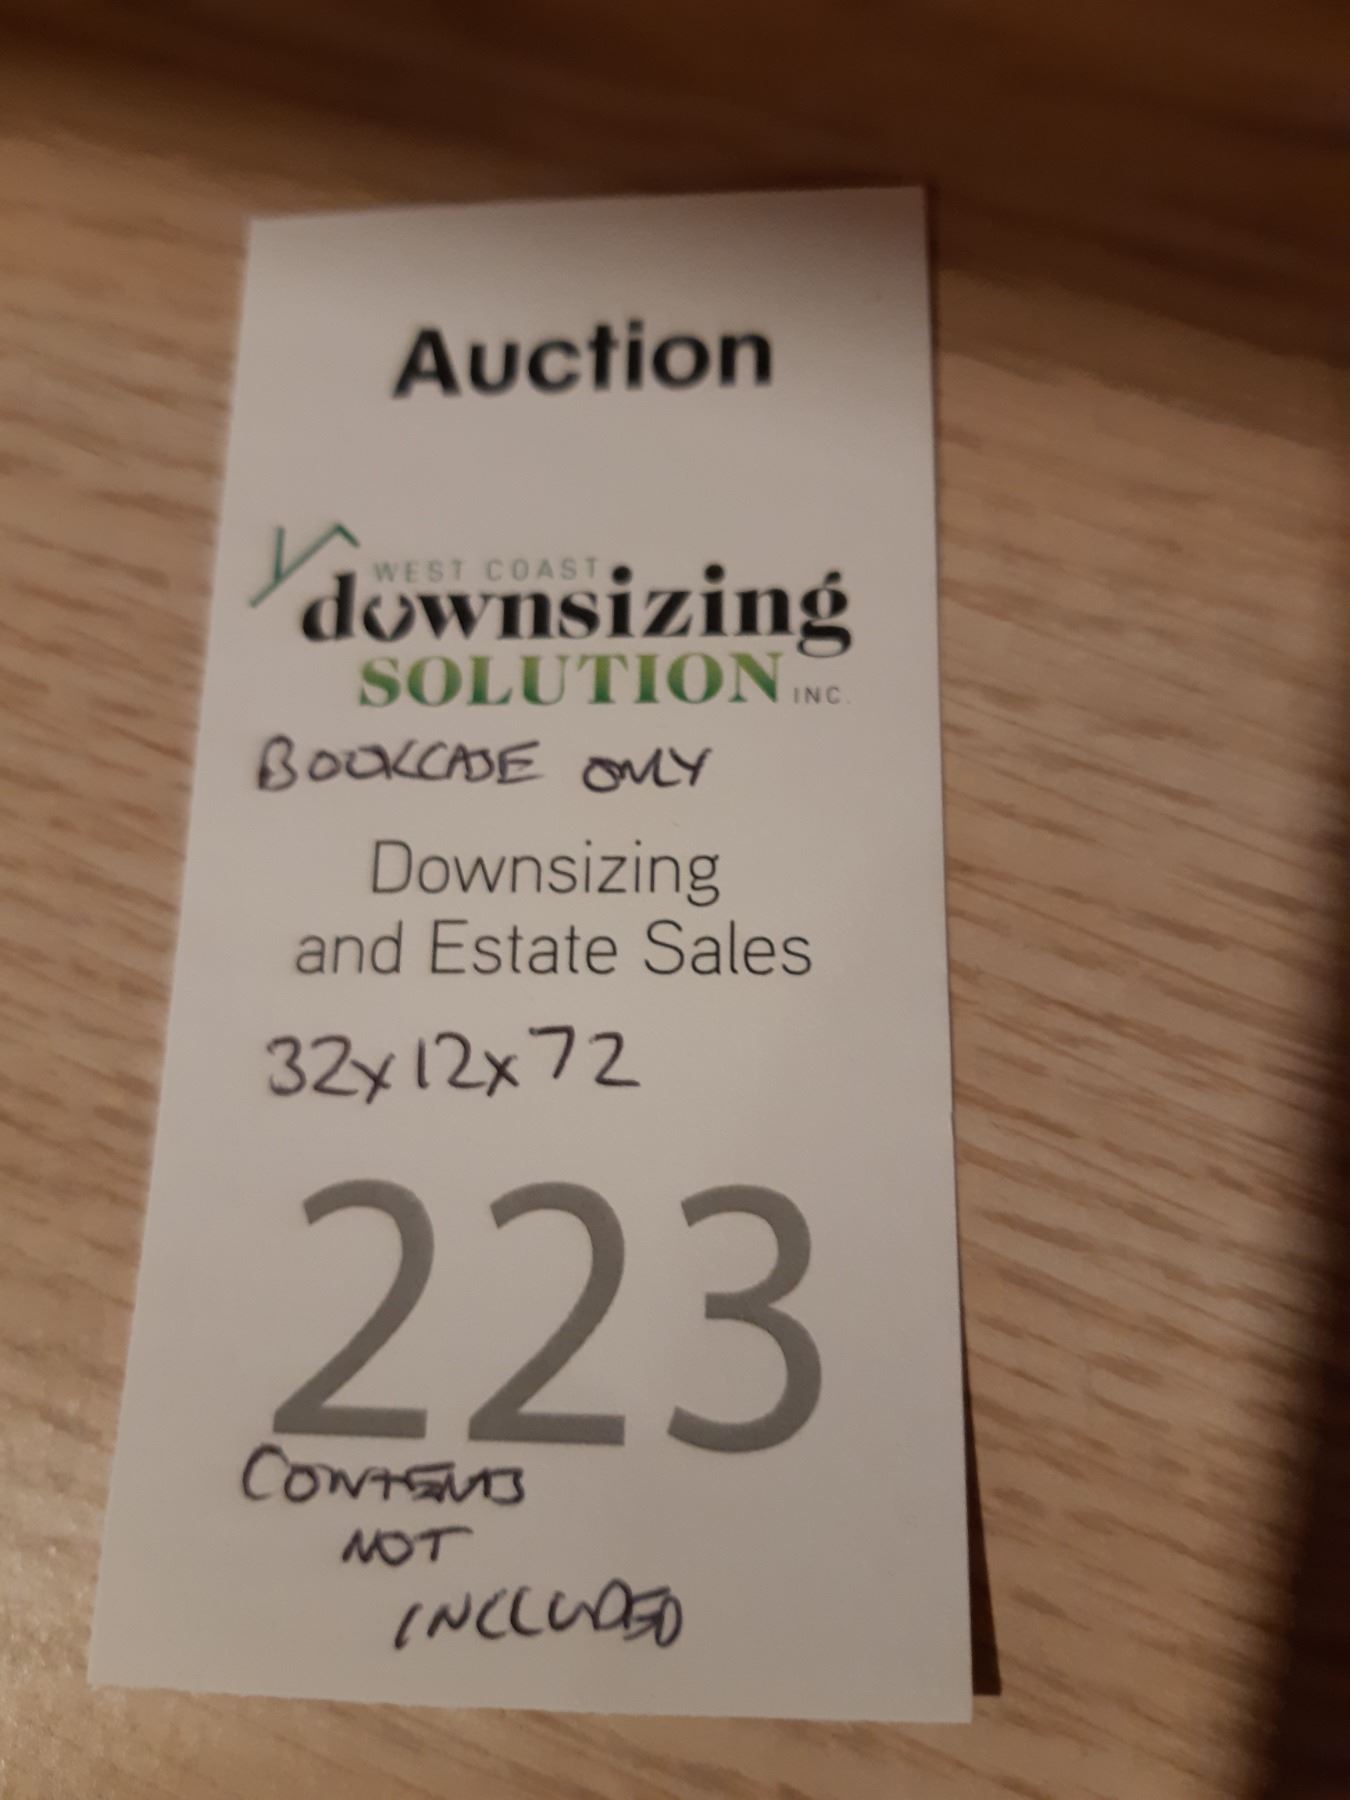 Auction
WEST COAST
downsizing
SOLUTION INC.
BOOKCASE ONLY
Downsizing
and Estate Sales
32x12x72
223
CONTENTS
NOT
INCLUDED